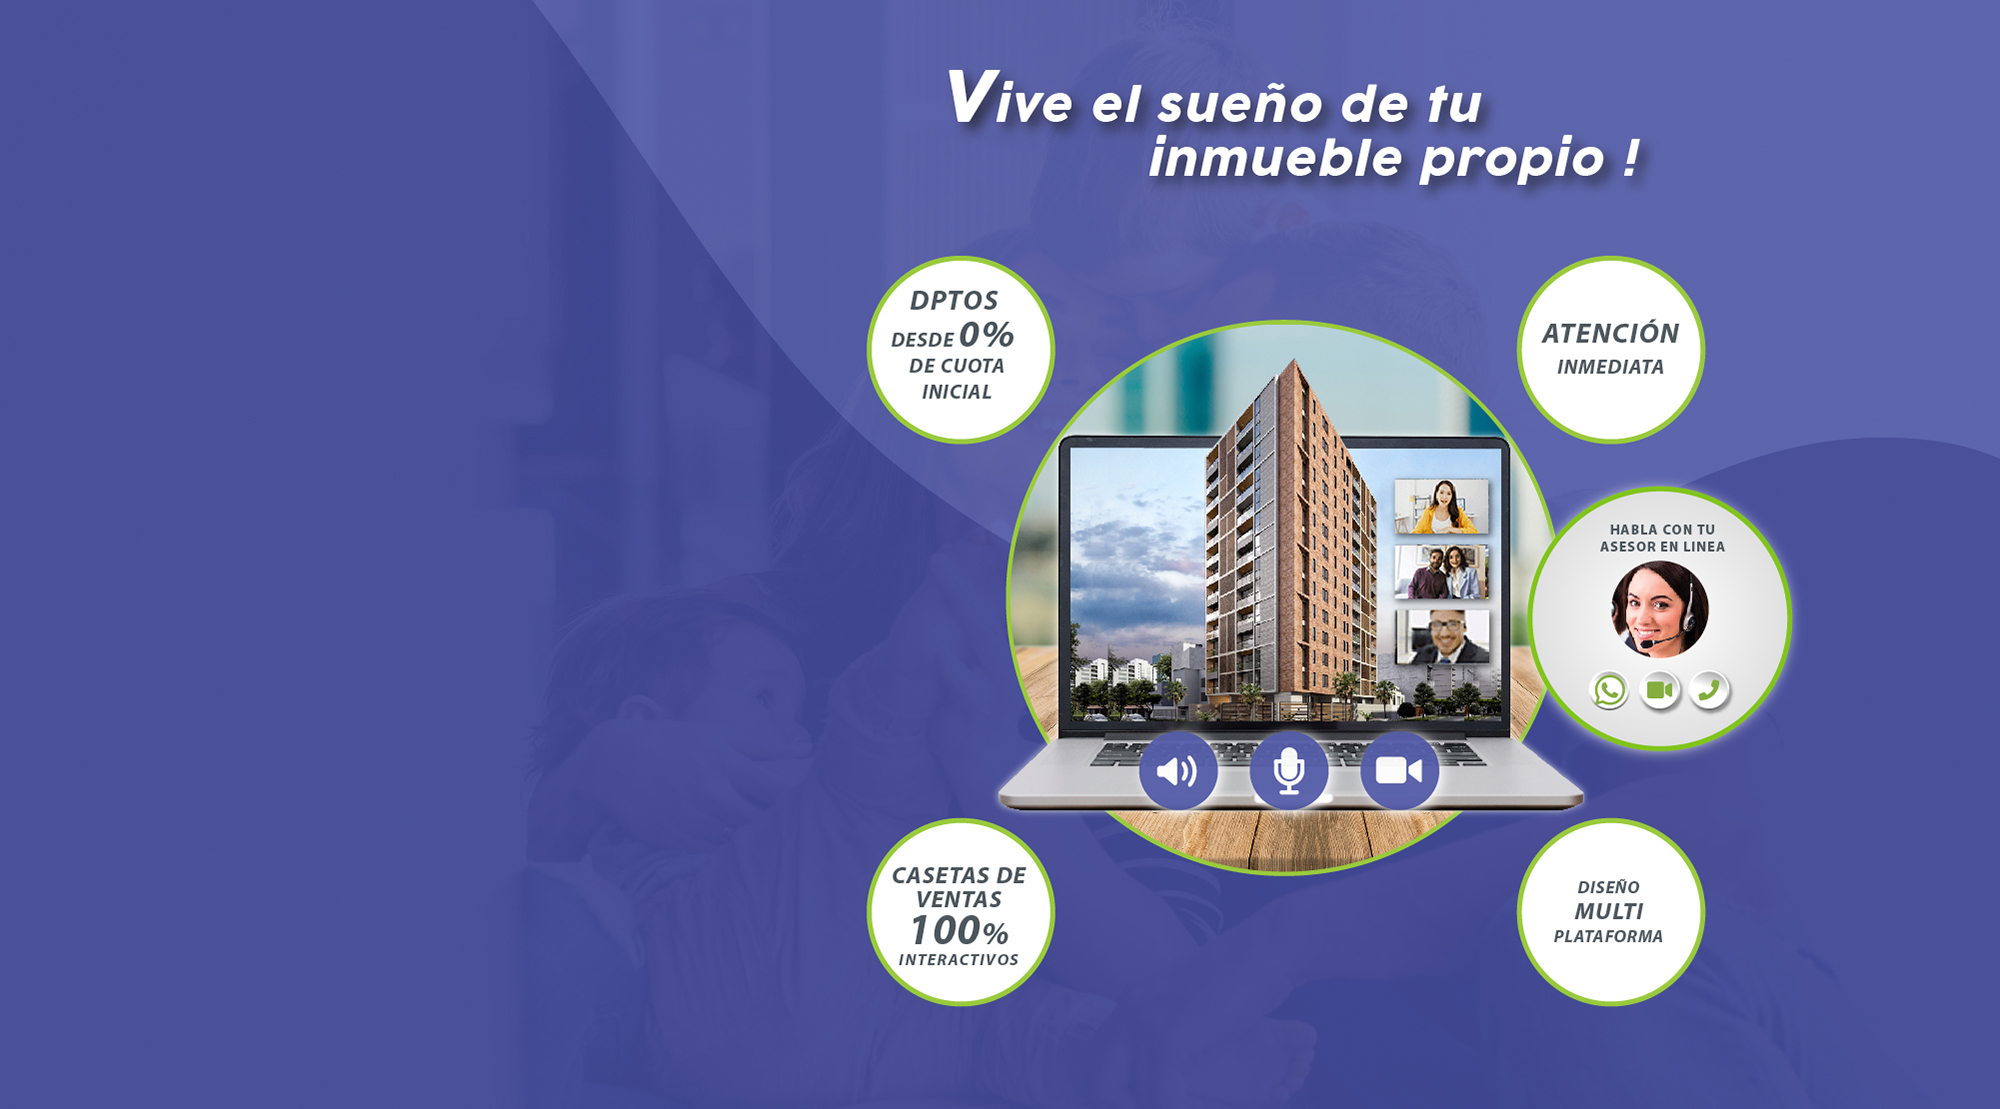 Vive el sueño de tu
inmueble propio !
DPTOS
DESDE 0%
DE CUOTA
INICIAL
ATENCIÓN
INMEDIATA
HABLA CON TU
ASESOR EN LINEA
CASETAS DE
VENTAS
100%
INTERACTIVOS
DISEÑO
MULTI
PLATAFORMA